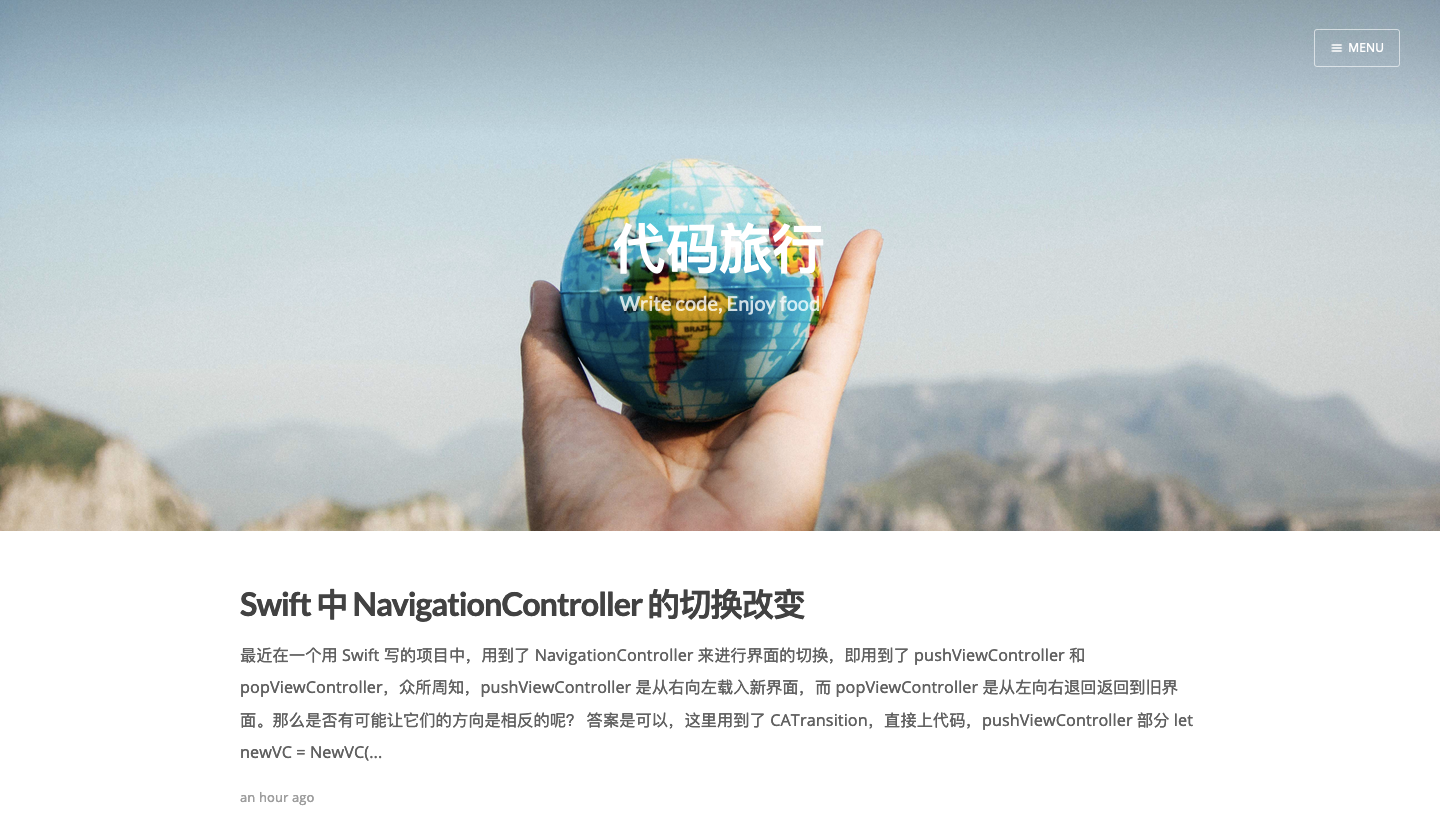 MENU
代码旅行
Write code, Enjoy food
BRAZIL
Swift 中 NavigationController 的切换改变
最近在一个用 Swift 写的项目中，用到了 NavigationController 来进行界面的切换，即用到了 pushViewController 和
popViewController，众所周知，pushViewController 是从右向左载入新界面，而 popViewController 是从左向右退回返回到旧界
面。那么是否有可能让它们的方向是相反的呢？ 答案是可以，这里用到了 CATransition，直接上代码，pushViewController 部分 let
newVC = NewVC(...
an hour ago